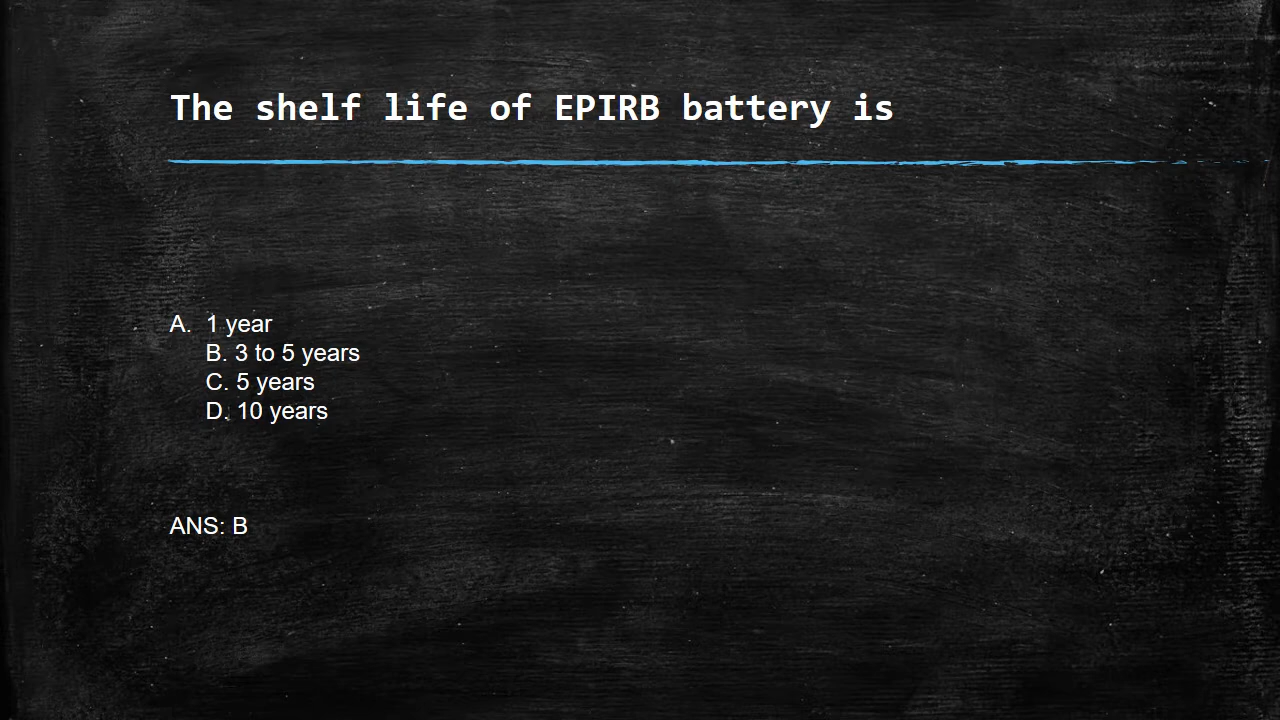 The shelf life of EPIRB battery is
A. 1 year
B. 3 to 5 years
C. 5 years
D. 10 years
ANS: B